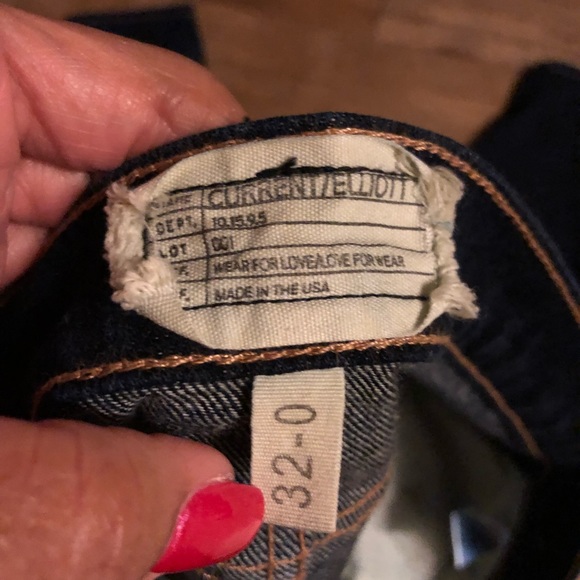 NAME CURRENT/ELLIOTT
DEPT. 10.15.9.5
LOT 001
WEAR FOR LOVE/LOVE FOR WEAR
MADE IN THE USA
32-0